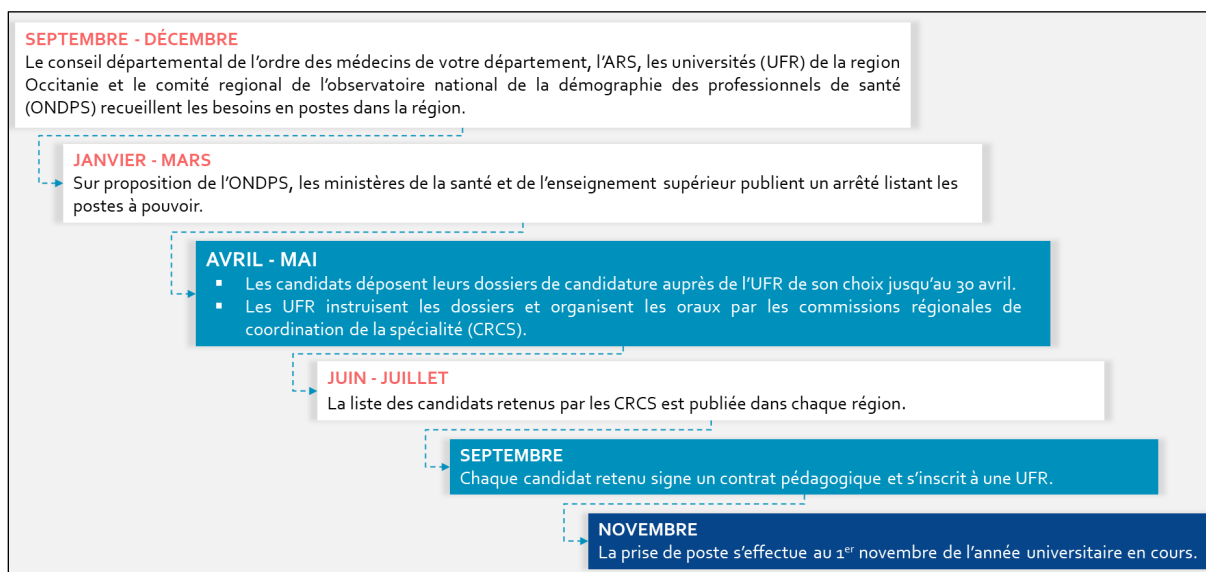 SEPTEMBRE - DÉCEMBRE
Le conseil départemental de l'ordre des médecins de votre département, l'ARS, les universités (UFR) de la region
Occitanie et le comité regional de l'observatoire national de la démographie des professionnels de santé
(ONDPS) recueillent les besoins en postes dans la région.
JANVIER - MARS
Sur proposition de l'ONDPS, les ministères de la santé et de l'enseignement supérieur publient un arrêté listant les
postes à pouvoir.
AVRIL - MAI
▪ Les candidats déposent leurs dossiers de candidature auprès de l'UFR de son choix jusqu'au 30 avril.
▪ Les UFR instruisent les dossiers et organisent les oraux par les commissions régionales de
coordination de la spécialité (CRCS).
JUIN - JUILLET
La liste des candidats retenus par les CRCS est publiée dans chaque région.
SEPTEMBRE
Chaque candidat retenu signe un contrat pédagogique et s'inscrit à une UFR.
NOVEMBRE
La prise de poste s'effectue au 1er novembre de l'année universitaire en cours.